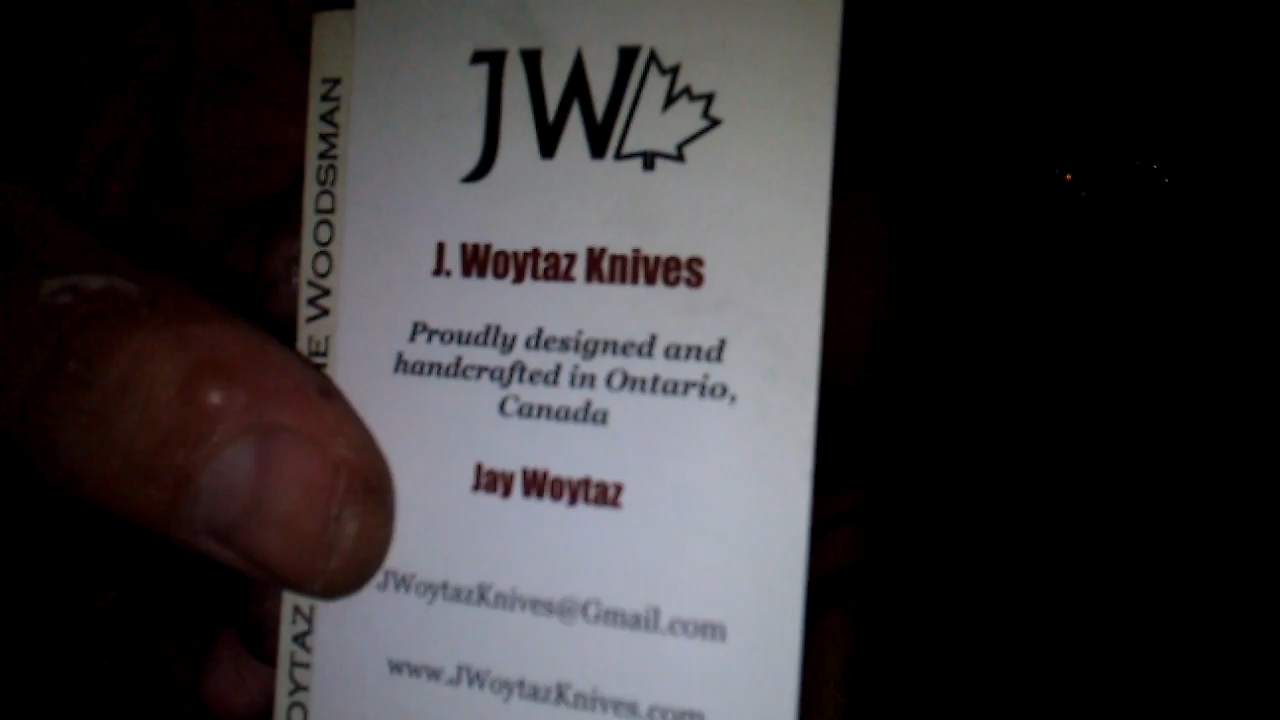 JW
J. Woytaz Knives
Proudly designed and
handcrafted in Ontario,
Canada
Jay Woytaz
JWoytazKnives@Gmail.com
www.JWoytazKnives.com
WOODSMAN